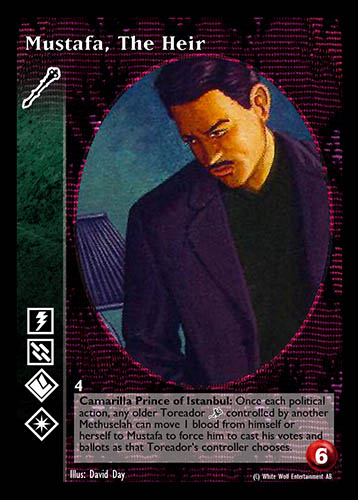 Mustafa, The Heir
4
Camarilla Prince of Istanbul: Once each political
action, any older Toreador controlled by another
Methuselah can move 1 blood from himself or
herself to Mustafa to force him to cast his votes and
ballots as that Toreador's controller chooses.
6
Illus: David Day
(C) White Wolf Entertainment AB.